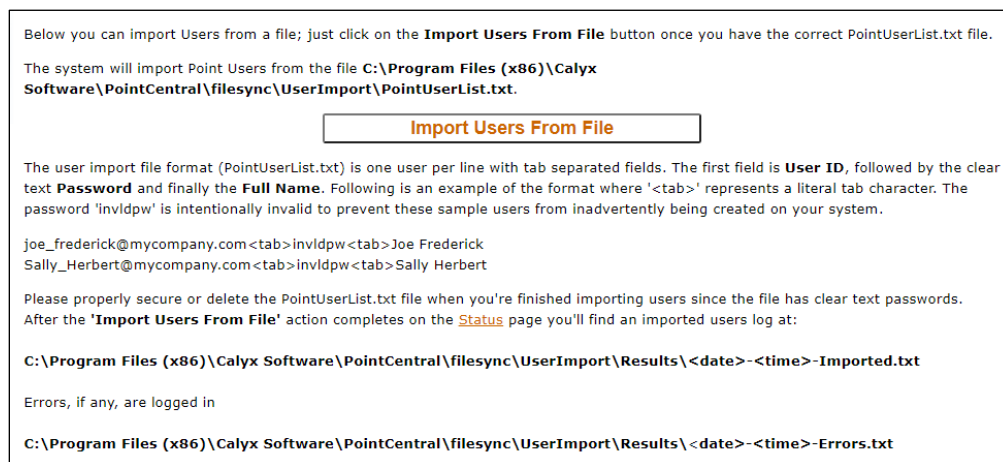 Below you can import Users from a file; just click on the Import Users From File button once you have the correct PointUserList.txt file.
The system will import Point Users from the file C:\Program Files (x86)\Calyx
Software\PointCentral\filesync\UserImport\PointUserList.txt.
Import Users From File
The user import file format (PointUserList.txt) is one user per line with tab separated fields. The first field is User ID, followed by the clear
text Password and finally the Full Name. Following is an example of the format where '<tab>' represents a literal tab character. The
password 'invldpw' is intentionally invalid to prevent these sample users from inadvertently being created on your system.
joe_frederick@mycompany.com<tab>invldpw<tab>Joe Frederick
Sally_Herbert@mycompany.com<tab>invldpw<tab>Sally Herbert
Please properly secure or delete the PointUserList.txt file when you're finished importing users since the file has clear text passwords.
After the 'Import Users From File' action completes on the Status page you'll find an imported users log at:
C:\Program Files (x86)\Calyx Software\PointCentral\filesync\UserImport\Results\<date>-<time>-Imported.txt
Errors, if any, are logged in
C:\Program Files (x86)\Calyx Software\PointCentral\filesync\UserImport\Results\<date>-<time>-Errors.txt